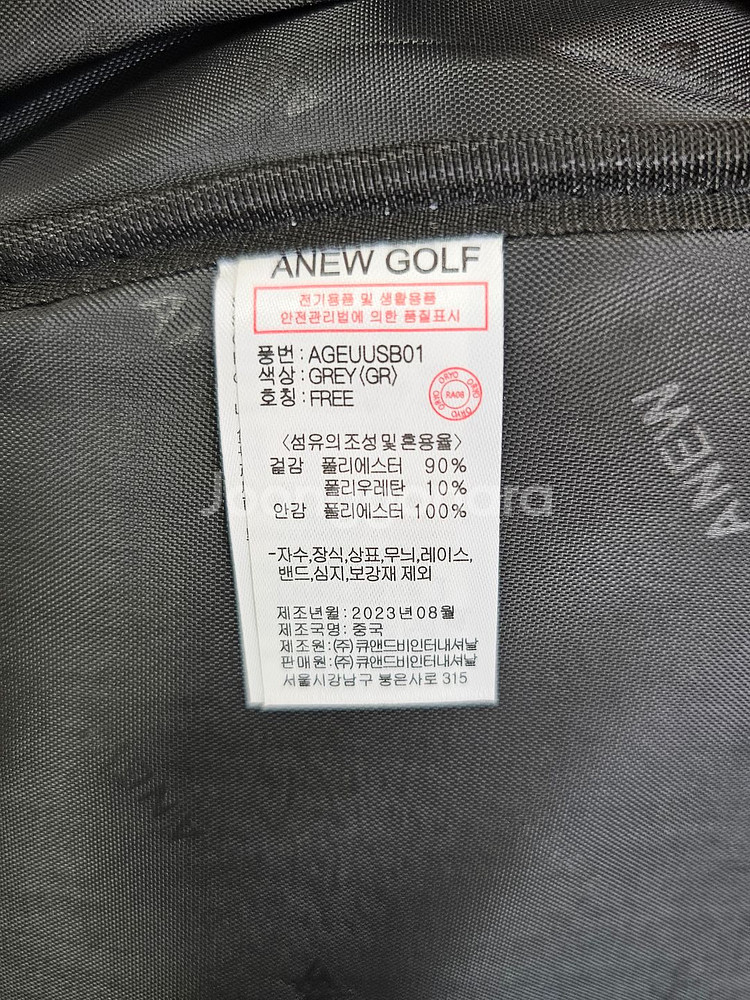 ANEW GOLF
전기용품 및 생활용품
안전관리법에 의한 품질표시
품번 : AGEUUSB01
색상 : GREY(GR)
호칭 : FREE
ORYO ORYO ORYO
RA08
〈섬유의조성및혼용율〉
겉감 폴리에스터 90%
폴리우레탄 10%
안감 폴리에스터 100%
-자수,장식,상표,무늬,레이스,
밴드,심지,보강재 제외
제조년월 : 2023년08월
제조국명 : 중국
제조원 : (주)큐앤드비인터내셔날
판매원 : (주)큐앤드비인터내셔날
서울시강남구 봉은사로 315
ANEW